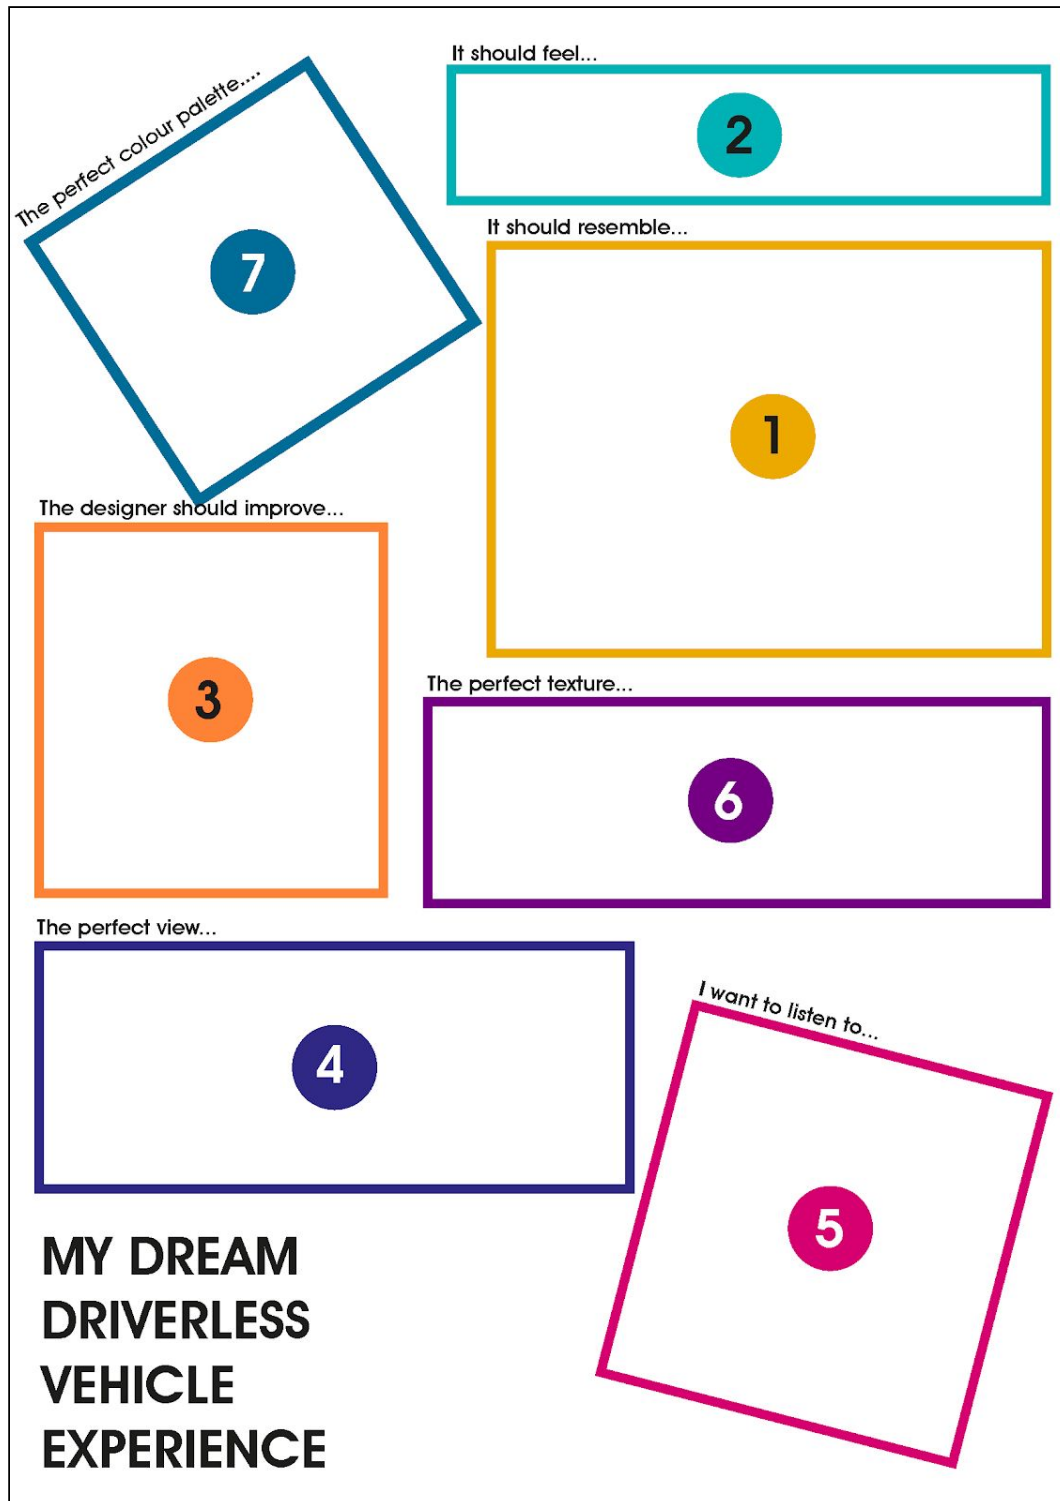 The perfect colour palette....
7
It should feel...
2
It should resemble...
1
The designer should improve...
3
The perfect texture...
6
The perfect view...
4
I want to listen to...
5
MY DREAM
DRIVERLESS
VEHICLE
EXPERIENCE